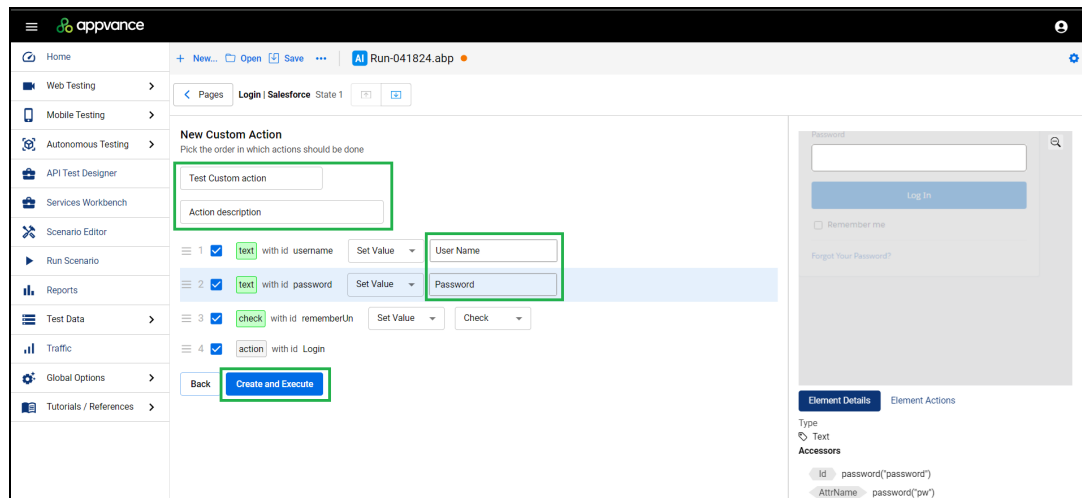 appvance
Home
Web Testing
Mobile Testing
Autonomous Testing
API Test Designer
Services Workbench
Scenario Editor
Run Scenario
Reports
Test Data
Traffic
Global Options
Tutorials / References
+ New... Open Save ••• AI Run-041824.abp
Pages Login | Salesforce State 1
New Custom Action
Pick the order in which actions should be done
Test Custom action
Action description
1 text with id username Set Value User Name
2 text with id password Set Value Password
3 check with id rememberUn Set Value Check
4 action with id Login
Back Create and Execute
Password
Log In
Remember me
Forgot Your Password?
Element Details Element Actions
Type
Text
Accessors
Id password("password")
AttrName password("pw")